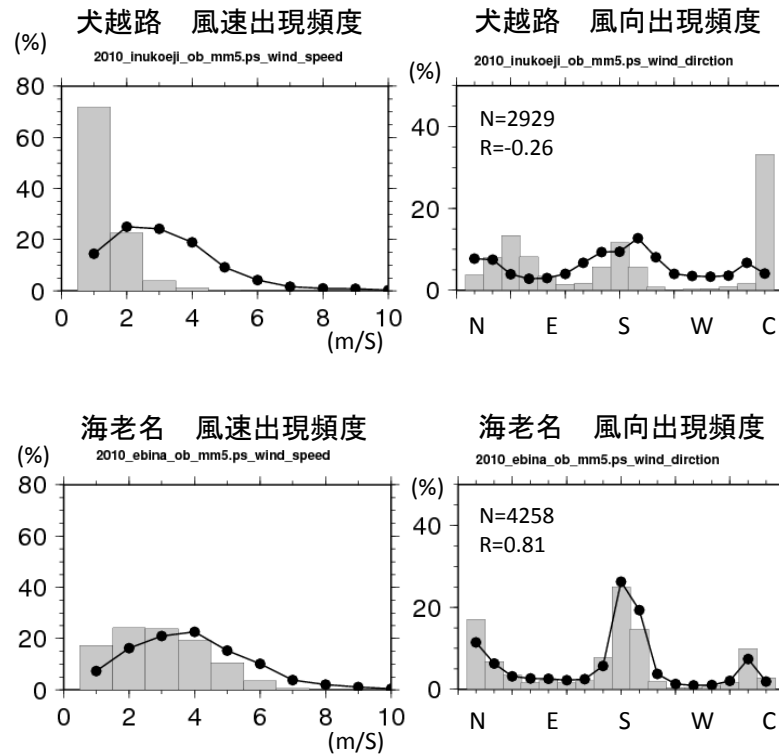 犬越路 風速出現頻度
(%)
2010_inukoeji_ob_mm5.ps_wind_speed
80
60
40
20
0
0 2 4 6 8 10
(m/S)
犬越路 風向出現頻度
(%)
2010_inukoeji_ob_mm5.ps_wind_dirction
N=2929
R=-0.26
40
20
0
N E S W C
海老名 風速出現頻度
(%)
2010_ebina_ob_mm5.ps_wind_speed
80
60
40
20
0
0 2 4 6 8 10
(m/S)
海老名 風向出現頻度
2010_ebina_ob_mm5.ps_wind_dirction
(%)
N=4258
R=0.81
40
20
0
N E S W C